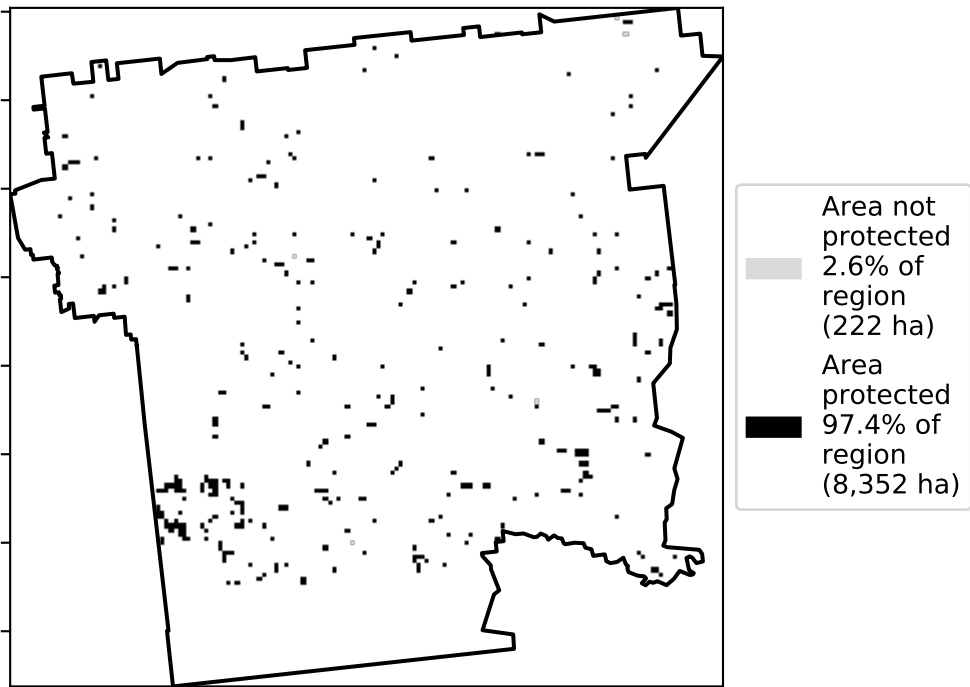 Area not
protected
2.6% of
region
(222 ha)
Area
protected
97.4% of
region
(8,352 ha)